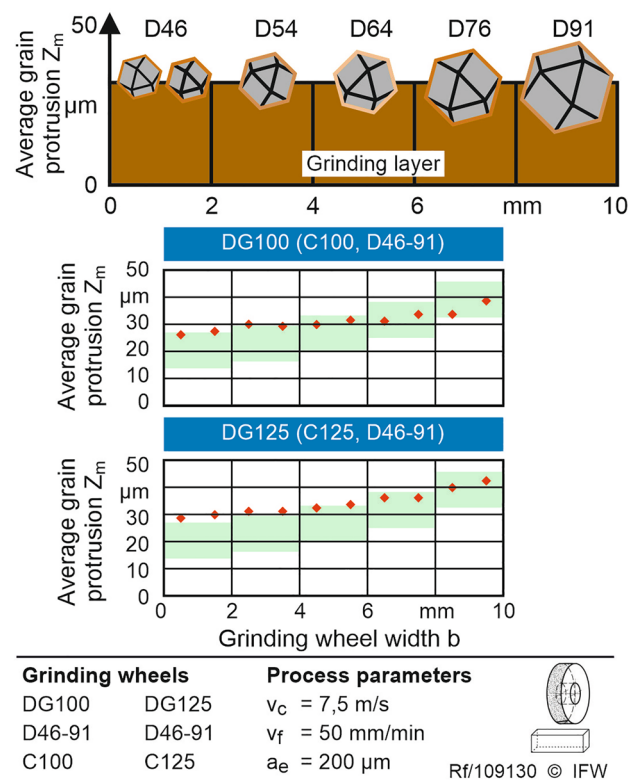 50 D46 D54 D64 D76 D91
Average grain
protrusion Zm
µm
Grinding layer
0
0 2 4 6 mm 10
DG100 (C100, D46-91)
Average grain
protrusion Zm
50
µm
30
20
10
0
DG125 (C125, D46-91)
Average grain
protrusion Zm
50
µm
30
20
10
0
0 2 4 6 mm 10
Grinding wheel width b
Grinding wheels Process parameters
DG100 DG125 vc = 7,5 m/s
D46-91 D46-91 vf = 50 mm/min
C100 C125 ae = 200 µm
Rf/109130 © IFW